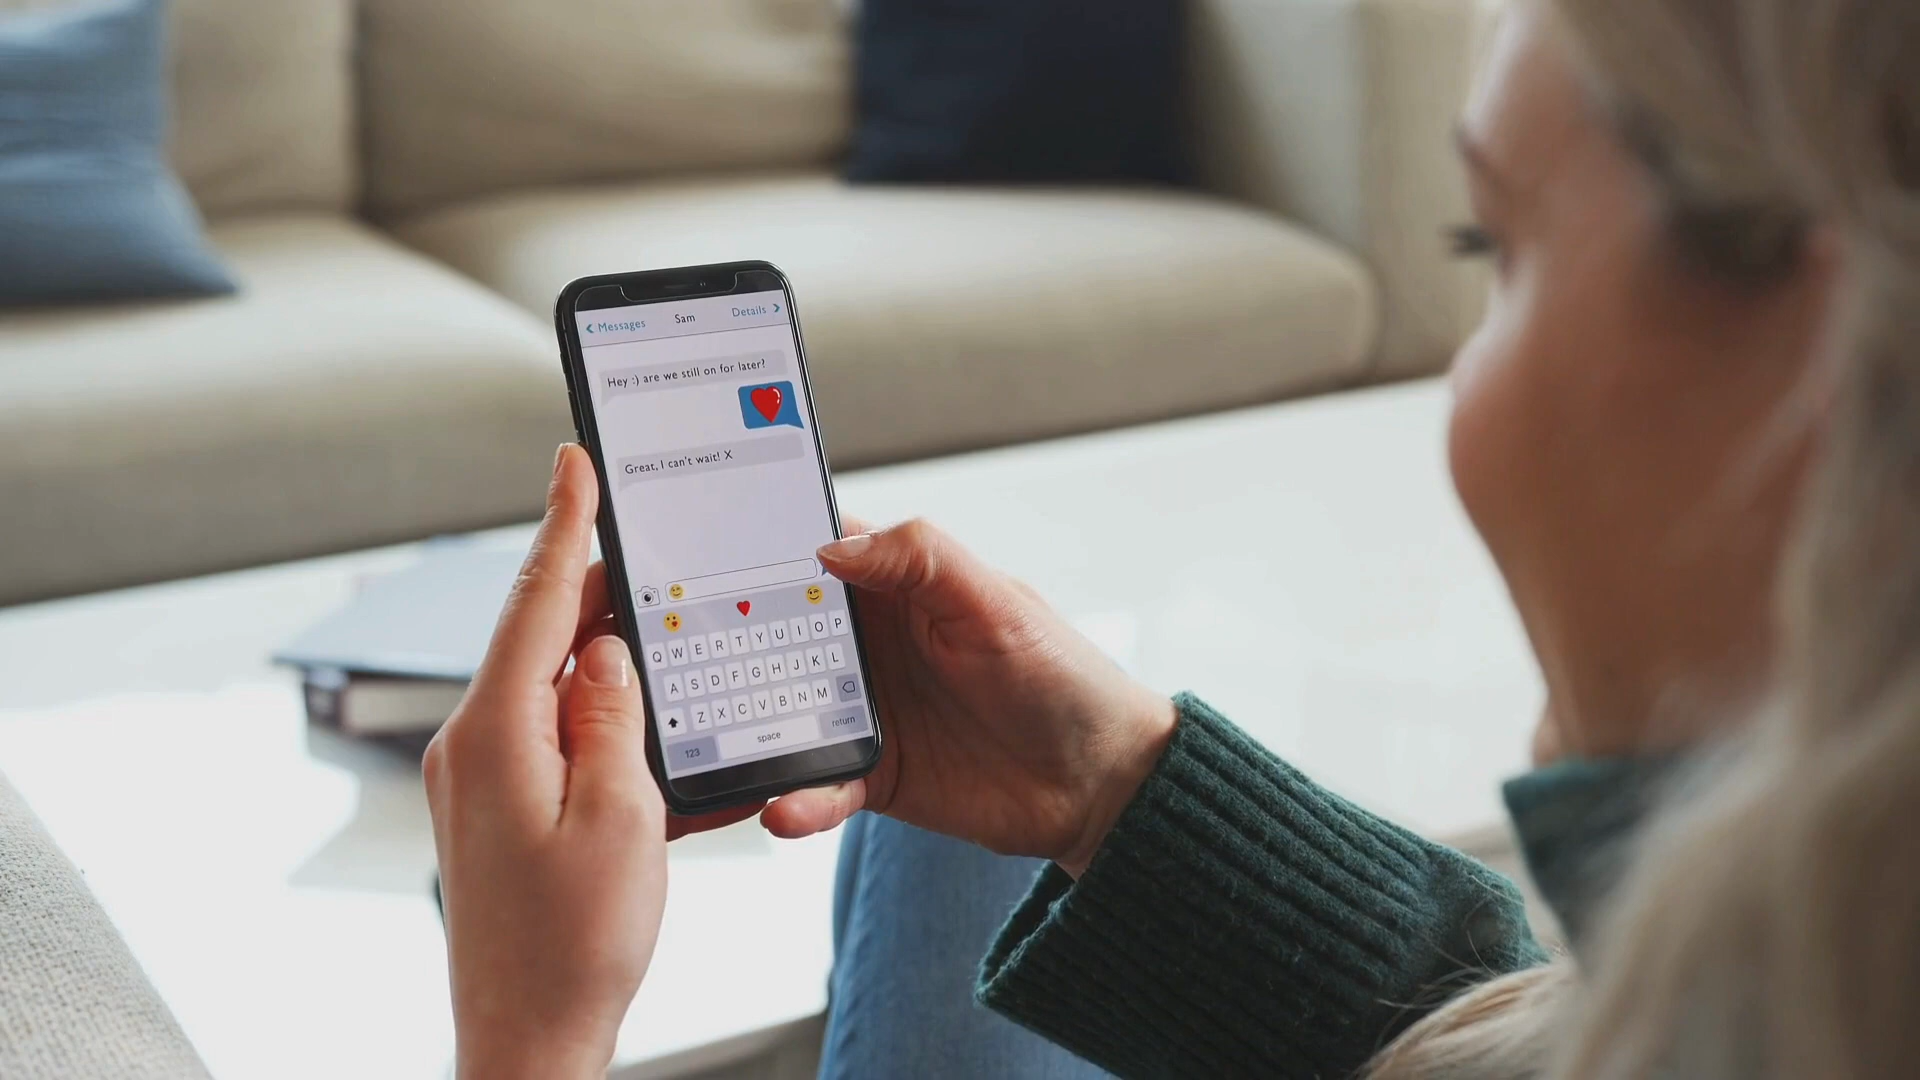 Messages Sam Details
Hey :) are we still on for later?
Great, I can't wait! X
Q W E R T Y U I O P
A S D F G H J K L
Z X C V B N M
123 space return